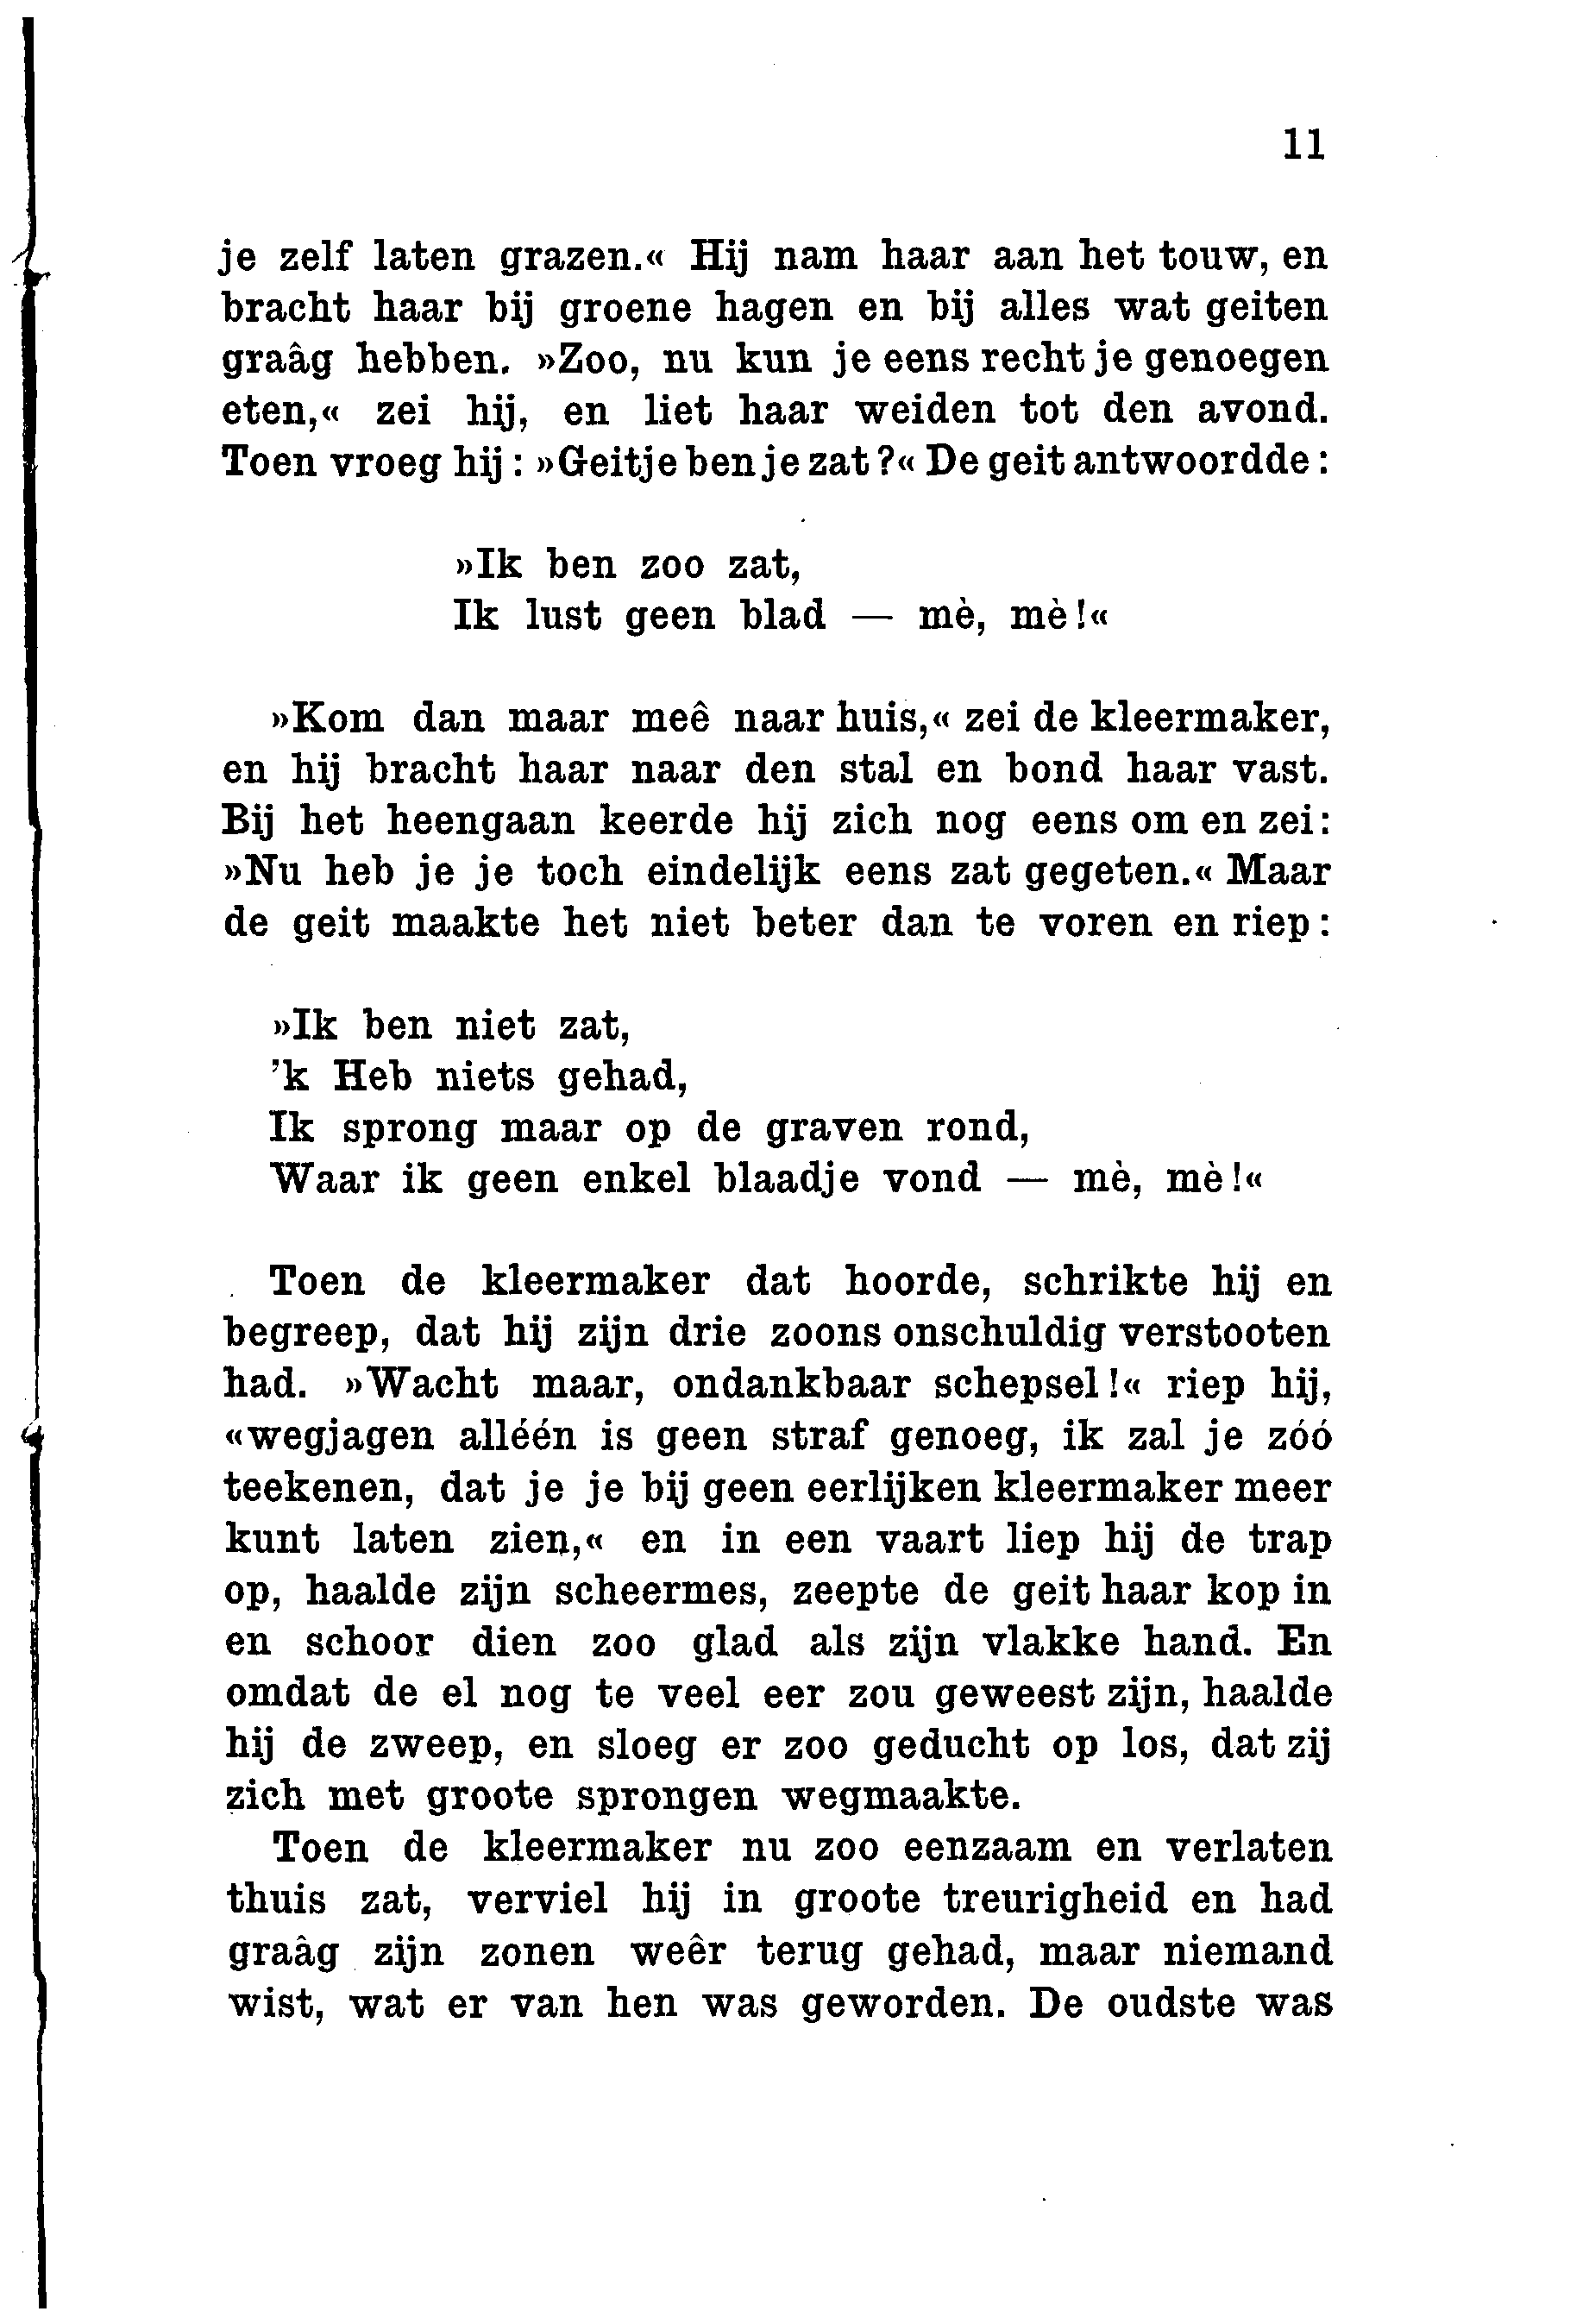 11
je zelf laten grazen.« Hij nam haar aan het touw, en
bracht haar bij groene hagen en bij alles wat geiten
graâg hebben. »Zoo, nu kun je eens recht je genoegen
eten,« zei hij, en liet haar weiden tot den avond.
Toen vroeg hij: »Geitje ben je zat?« De geit antwoordde:
»Ik ben zoo zat,
Ik lust geen blad — mè, mè!«
»Kom dan maar meê naar huis,« zei de kleermaker,
en hij bracht haar naar den stal en bond haar vast.
Bij het heengaan keerde hij zich nog eens om en zei:
»Nu heb je je toch eindelijk eens zat gegeten.« Maar
de geit maakte het niet beter dan te voren en riep:
»Ik ben niet zat,
'k Heb niets gehad,
Ik sprong maar op de graven rond,
Waar ik geen enkel blaadje vond — mè, mè!«
Toen de kleermaker dat hoorde, schrikte hij en
begreep, dat hij zijn drie zoons onschuldig verstooten
had. »Wacht maar, ondankbaar schepsel!« riep hij,
«wegjagen alléén is geen straf genoeg, ik zal je zóó
teekenen, dat je je bij geen eerlijken kleermaker meer
kunt laten zien,« en in een vaart liep hij de trap
op, haalde zijn scheermes, zeepte de geit haar kop in
en schoor dien zoo glad als zijn vlakke hand. En
omdat de el nog te veel eer zou geweest zijn, haalde
hij de zweep, en sloeg er zoo geducht op los, dat zij
zich met groote sprongen wegmaakte.
Toen de kleermaker nu zoo eenzaam en verlaten
thuis zat, verviel hij in groote treurigheid en had
graâg zijn zonen weêr terug gehad, maar niemand
wist, wat er van hen was geworden. De oudste was